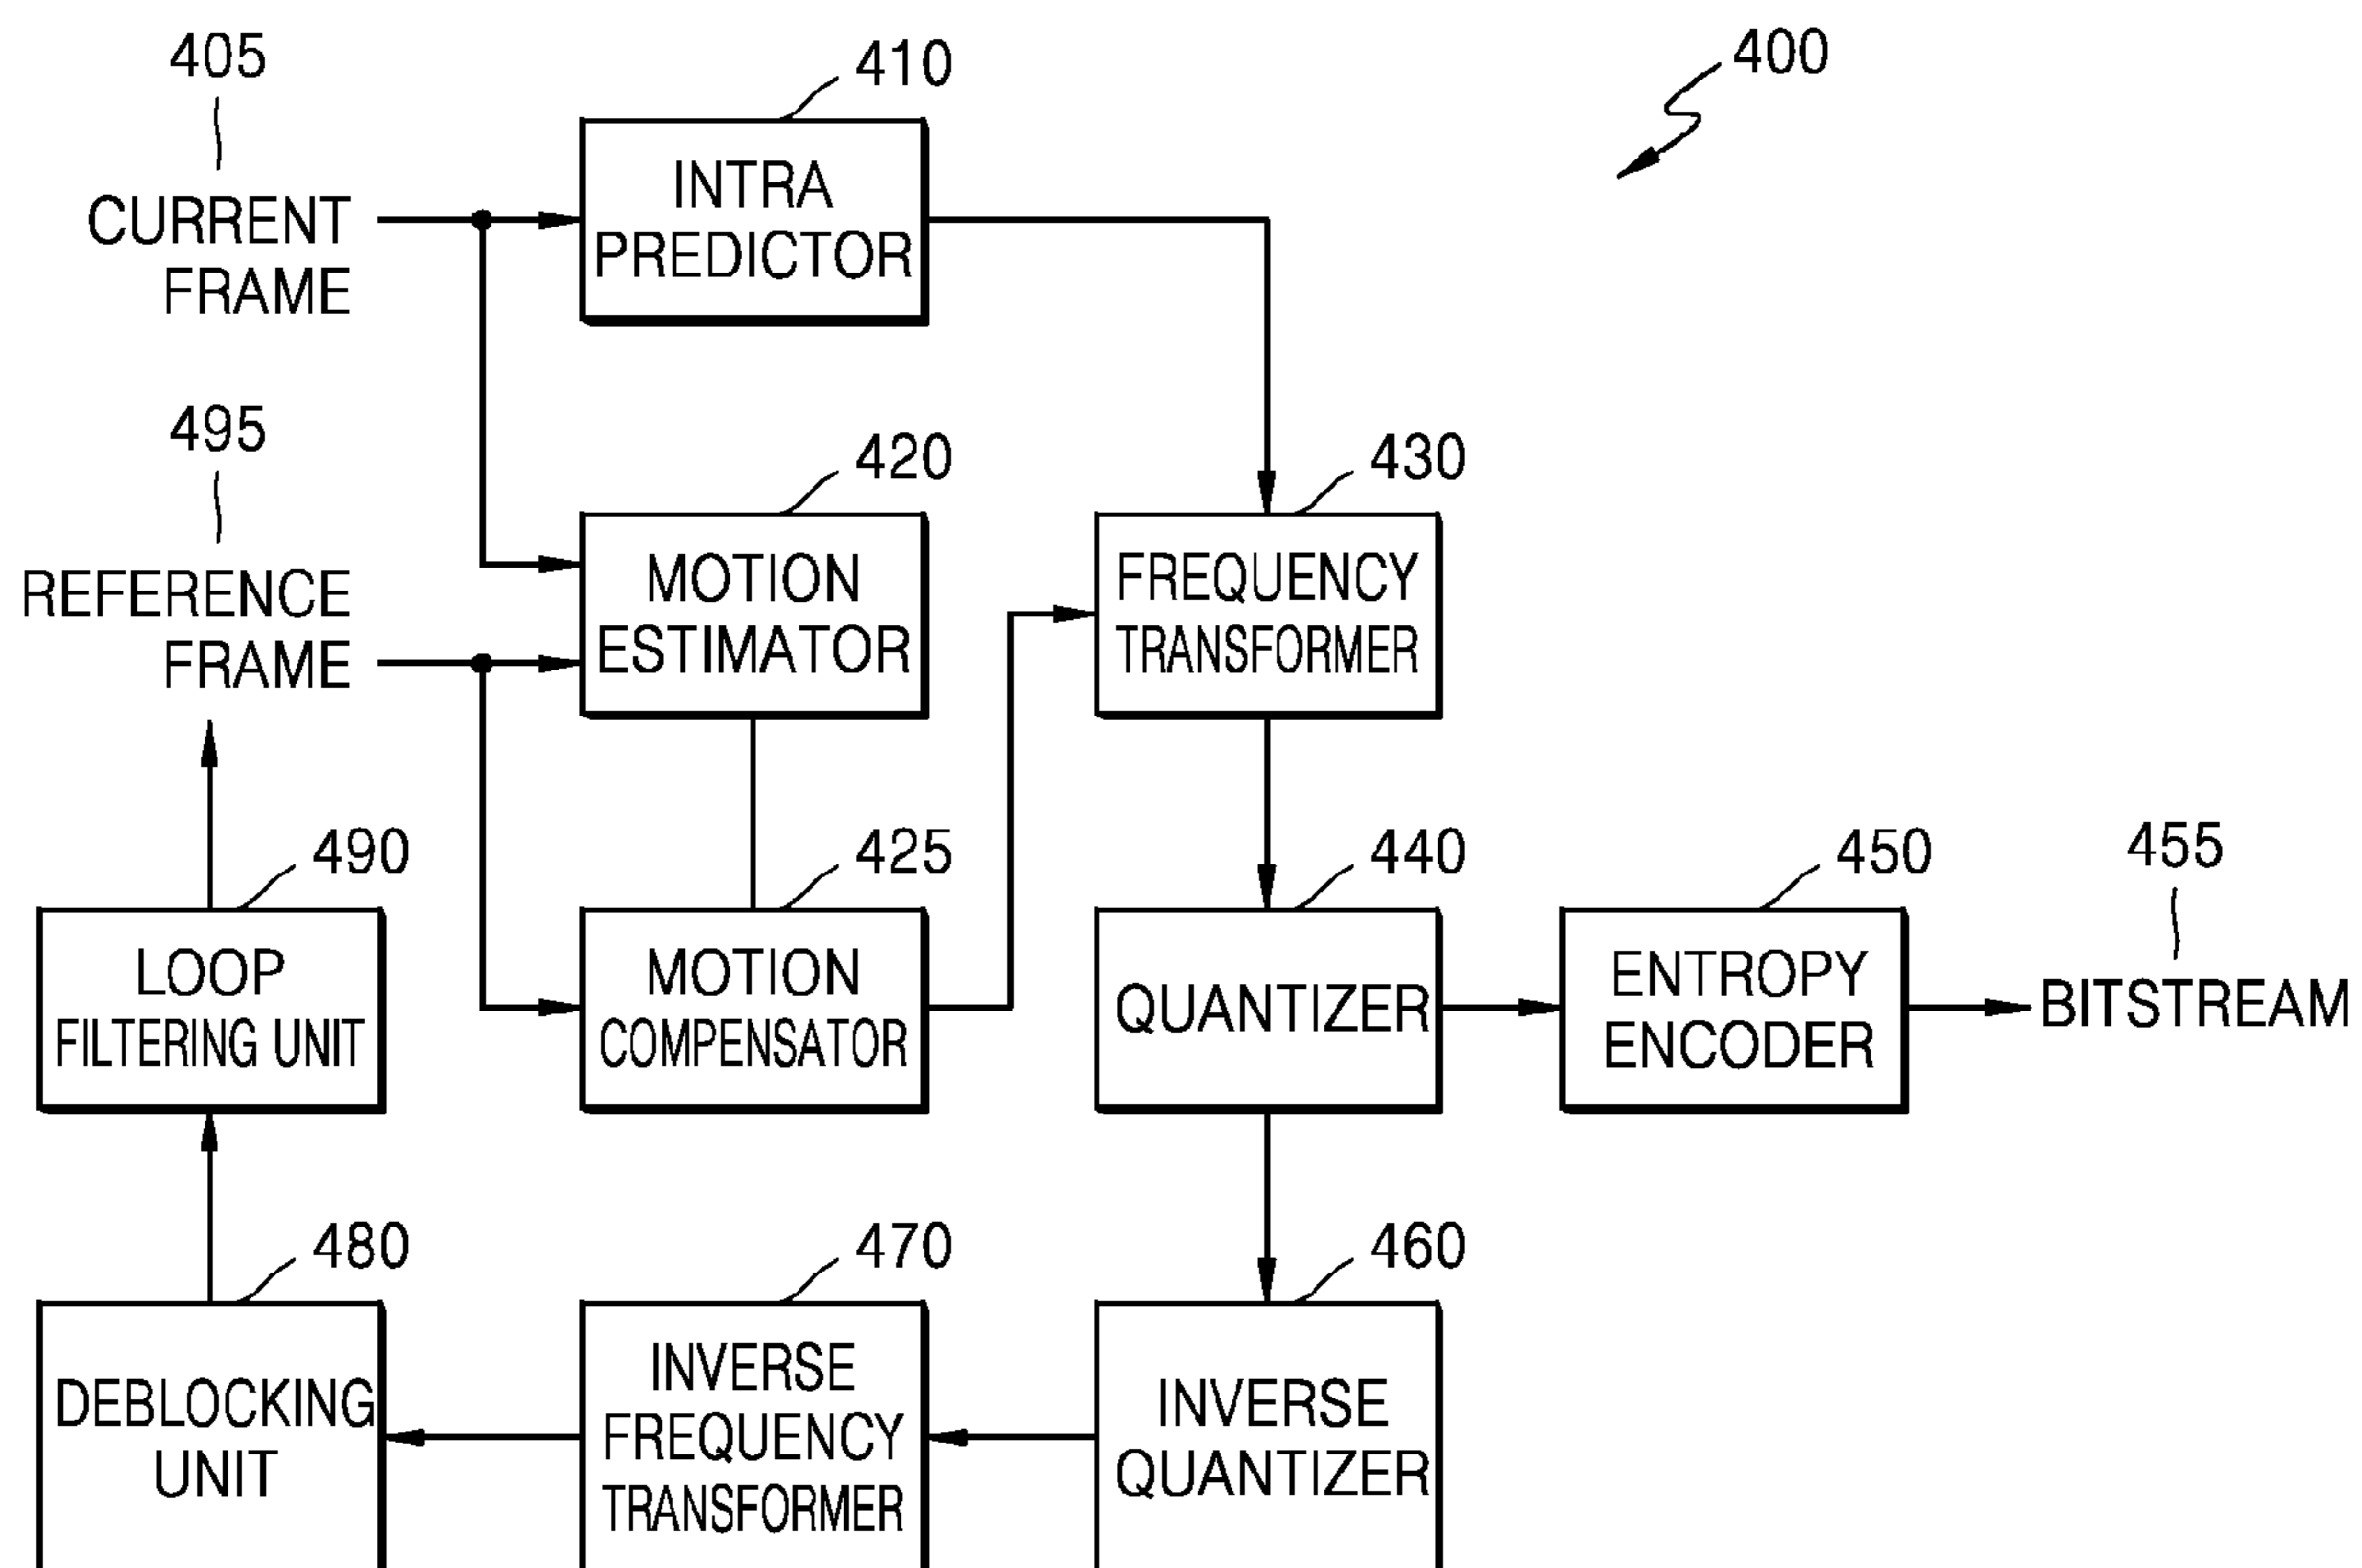 405
410
400
CURRENT
FRAME
INTRA
PREDICTOR
495
420
430
REFERENCE
FRAME
MOTION
ESTIMATOR
FREQUENCY
TRANSFORMER
490
425
440
450
455
LOOP
FILTERING UNIT
MOTION
COMPENSATOR
QUANTIZER
ENTROPY
ENCODER
BITSTREAM
480
470
460
DEBLOCKING
UNIT
INVERSE
FREQUENCY
TRANSFORMER
INVERSE
QUANTIZER